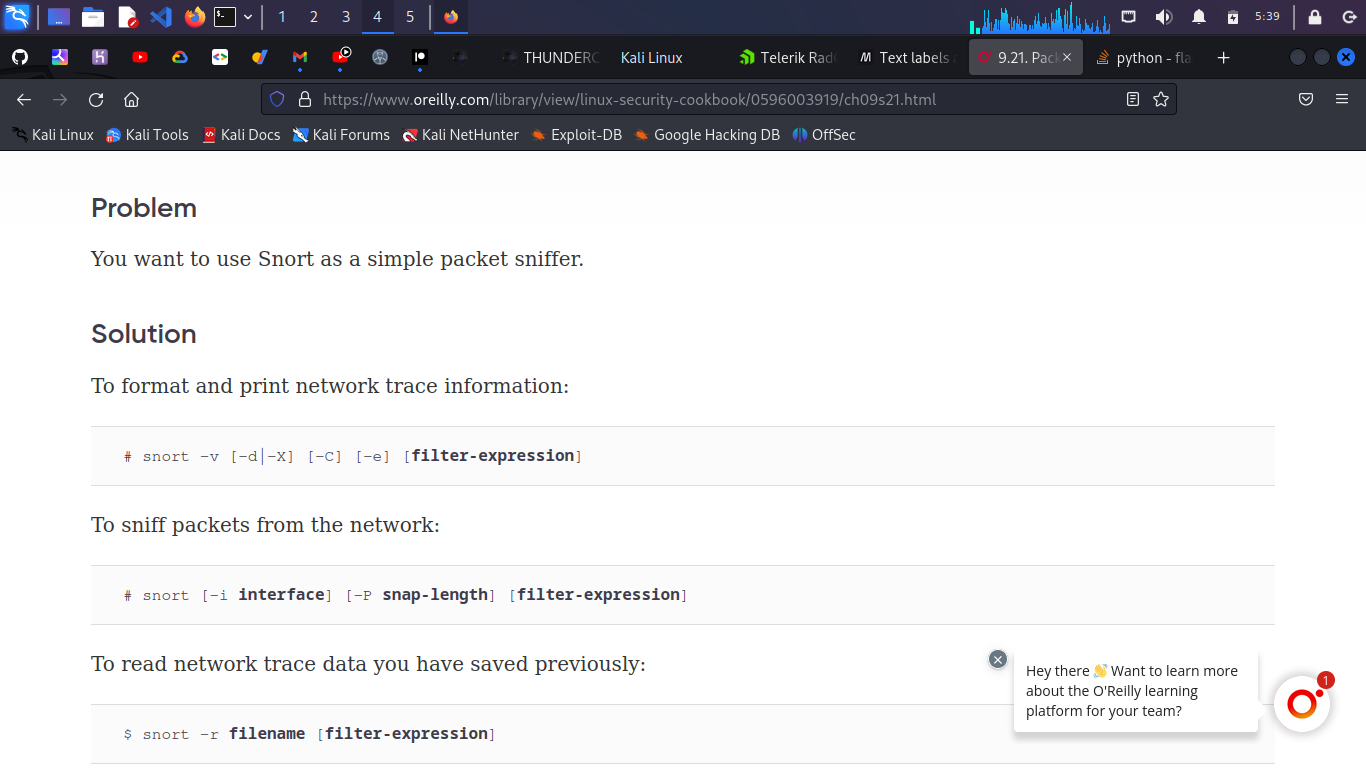 1 2 3 4 5 5:39
THUNDERC Kali Linux Telerik Rad Text labels 9.21. Pack python - fla
https://www.oreilly.com/library/view/linux-security-cookbook/0596003919/ch09s21.html
Kali Linux Kali Tools Kali Docs Kali Forums Kali NetHunter Exploit-DB Google Hacking DB OffSec
Problem
You want to use Snort as a simple packet sniffer.
Solution
To format and print network trace information:
# snort -v [-d|-X] [-C] [-e] [filter-expression]
To sniff packets from the network:
# snort [-i interface] [-P snap-length] [filter-expression]
To read network trace data you have saved previously:
$ snort -r filename [filter-expression]
Hey there 👋 Want to learn more
about the O'Reilly learning
platform for your team?
1